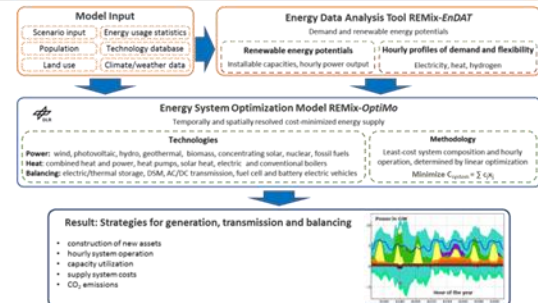 Model Input
Scenario input
Energy usage statistics
Population
Technology database
Land use
Climate/weather data
Energy Data Analysis Tool REMix-EnDAT
Demand and renewable energy potentials
Renewable energy potentials
Installable capacities, hourly power output
Hourly profiles of demand and flexibility
Electricity, heat, hydrogen
DLR
Energy System Optimization Model REMix-OptiMo
Temporally and spatially resolved cost-minimized energy supply
Technologies
Power: wind, photovoltaic, hydro, geothermal, biomass, concentrating solar, nuclear, fossil fuels
Heat: combined heat and power, heat pumps, solar heat, electric and conventional boilers
Balancing: electric/thermal storage, DSM, AC/DC transmission, fuel cell and battery electric vehicles
Methodology
Least-cost system composition and hourly
operation, determined by linear optimization
Minimize Csystem = ∑ cᵢxⱼ
Result: Strategies for generation, transmission and balancing
• construction of new assets
• hourly system operation
• capacity utilization
• supply system costs
• CO₂ emissions
Power in GW
Hour of the year